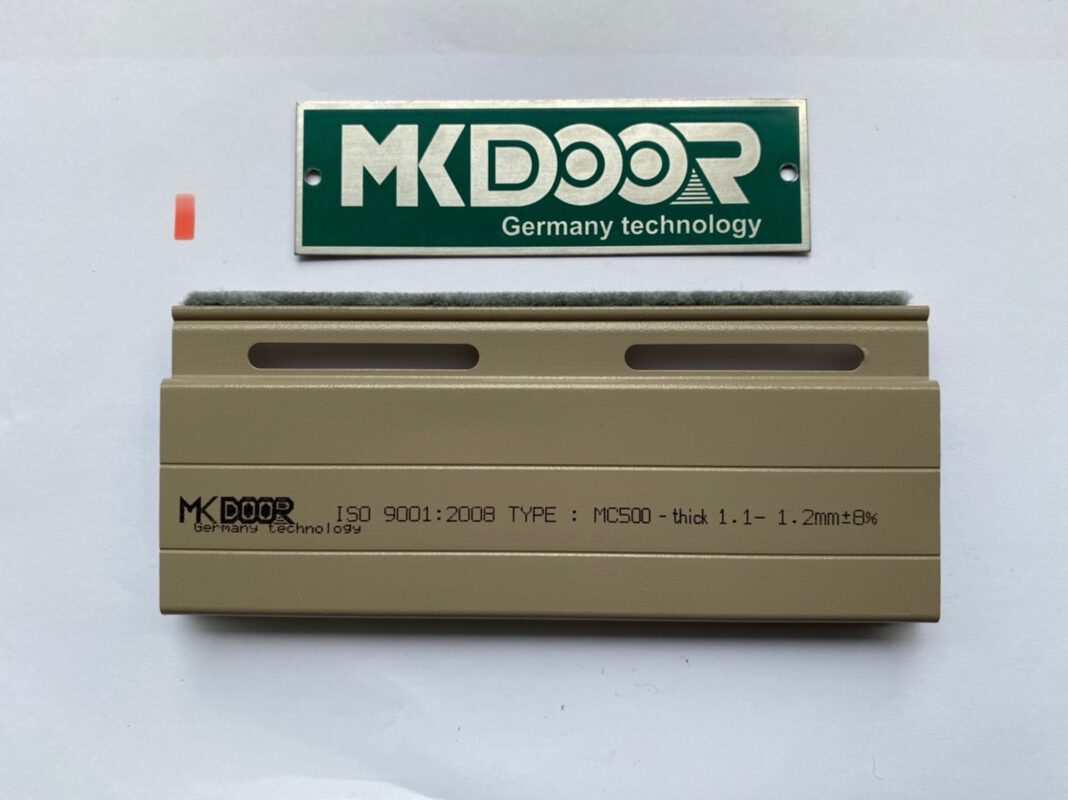 MKDOOR
Germany technology
MKDOOR ISO 9001:2008 TYPE : MC500 - thick 1.1- 1.2mm±8%
Germany technology